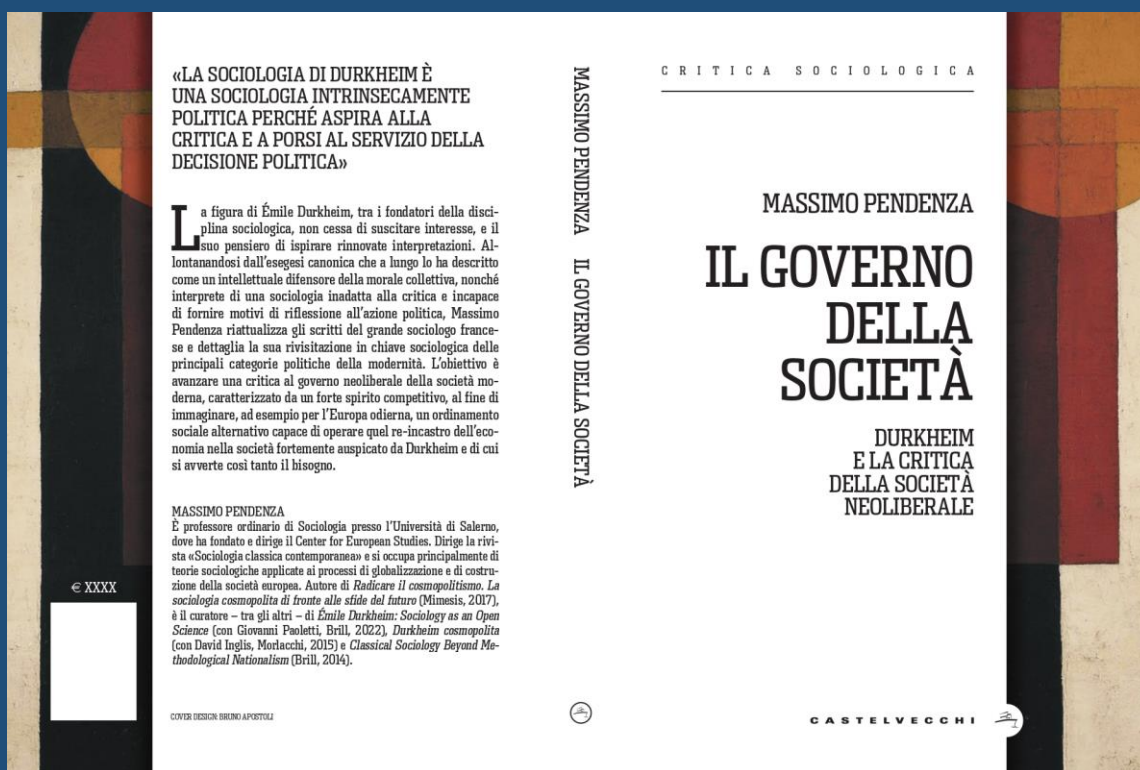 «LA SOCIOLOGIA DI DURKHEIM È
UNA SOCIOLOGIA INTRINSECAMENTE
POLITICA PERCHÉ ASPIRA ALLA
CRITICA E A PORSI AL SERVIZIO DELLA
DECISIONE POLITICA»
La figura di Émile Durkheim, tra i fondatori della disci-
plina sociologica, non cessa di suscitare interesse, e il
suo pensiero di ispirare rinnovate interpretazioni. Al-
lontanandosi dall'esegesi canonica che a lungo lo ha descritto
come un intellettuale difensore della morale collettiva, nonché
interprete di una sociologia inadatta alla critica e incapace
di fornire motivi di riflessione all'azione politica, Massimo
Pendenza riattualizza gli scritti del grande sociologo france-
se e dettaglia la sua rivisitazione in chiave sociologica delle
principali categorie politiche della modernità. L'obiettivo è
avanzare una critica al governo neoliberale della società mo-
derna, caratterizzato da un forte spirito competitivo, al fine di
immaginare, ad esempio per l'Europa odierna, un ordinamento
sociale alternativo capace di operare quel re-incastro dell'eco-
nomia nella società fortemente auspicato da Durkheim e di cui
si avverte così tanto il bisogno.
MASSIMO PENDENZA
È professore ordinario di Sociologia presso l'Università di Salerno,
dove ha fondato e dirige il Center for European Studies. Dirige la rivi-
sta «Sociologia classica contemporanea» e si occupa principalmente di
teorie sociologiche applicate ai processi di globalizzazione e di costru-
zione della società europea. Autore di Radicare il cosmopolitismo. La
sociologia cosmopolita di fronte alle sfide del futuro (Mimesis, 2017),
è il curatore – tra gli altri – di Émile Durkheim: Sociology as an Open
Science (con Giovanni Paoletti, Brill, 2022), Durkheim cosmopolita
(con David Inglis, Morlacchi, 2015) e Classical Sociology Beyond Me-
thodological Nationalism (Brill, 2014).
€ XXXX
COVER DESIGN: BRUNO APOSTOLI
MASSIMO PENDENZA IL GOVERNO DELLA SOCIETÀ
CRITICA SOCIOLOGICA
MASSIMO PENDENZA
IL GOVERNO
DELLA
SOCIETÀ
DURKHEIM
E LA CRITICA
DELLA SOCIETÀ
NEOLIBERALE
CASTELVECCHI